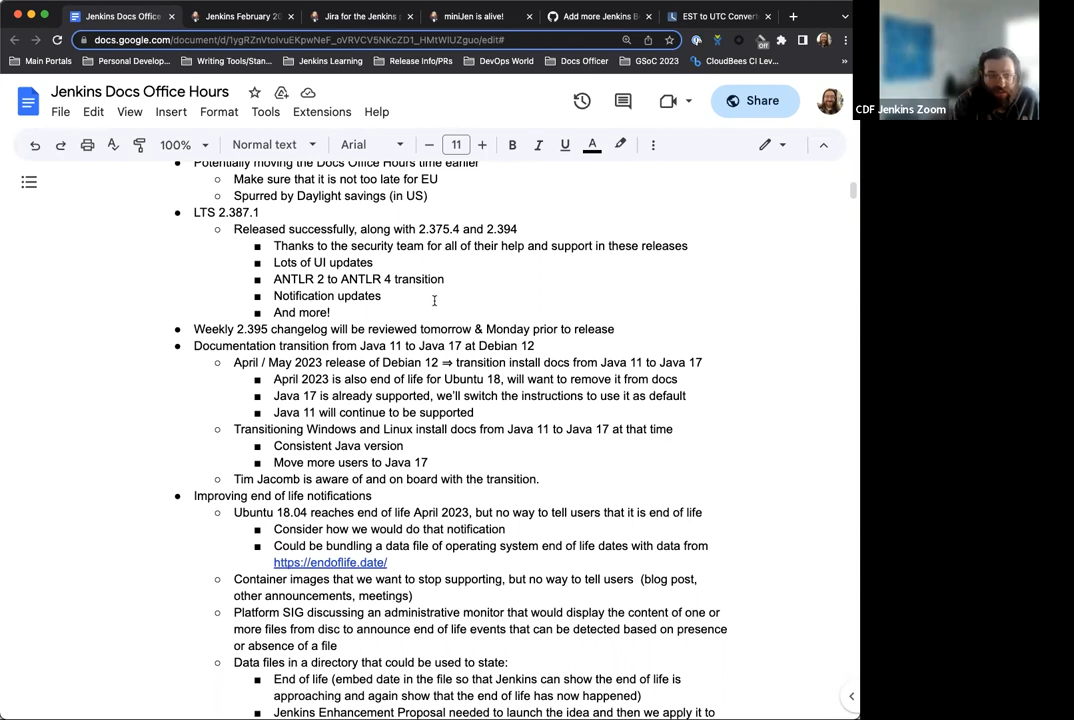 Jenkins Docs Office
Jenkins February 20
Jira for the Jenkins p
miniJen is alive!
Add more Jenkins B
EST to UTC Convert
docs.google.com/document/d/1ygRZnVtoIvuEKpwNeF_oVRVCV5NKcZD1_HMtWlUZguo/edit#
Off
Main Portals
Personal Develop...
Writing Tools/Stan...
Jenkins Learning
Release Info/PRs
DevOps World
Docs Officer
GSoC 2023
CloudBees CI Lev...
CDF Jenkins Zoom
Jenkins Docs Office Hours
File Edit View Insert Format Tools Extensions Help
Share
100% Normal text Arial 11 B I U A
Potentially moving the Docs Office Hours time earlier
Make sure that it is not too late for EU
Spurred by Daylight savings (in US)
LTS 2.387.1
Released successfully, along with 2.375.4 and 2.394
Thanks to the security team for all of their help and support in these releases
Lots of UI updates
ANTLR 2 to ANTLR 4 transition
Notification updates
And more!
Weekly 2.395 changelog will be reviewed tomorrow & Monday prior to release
Documentation transition from Java 11 to Java 17 at Debian 12
April / May 2023 release of Debian 12 ⇒ transition install docs from Java 11 to Java 17
April 2023 is also end of life for Ubuntu 18, will want to remove it from docs
Java 17 is already supported, we'll switch the instructions to use it as default
Java 11 will continue to be supported
Transitioning Windows and Linux install docs from Java 11 to Java 17 at that time
Consistent Java version
Move more users to Java 17
Tim Jacomb is aware of and on board with the transition.
Improving end of life notifications
Ubuntu 18.04 reaches end of life April 2023, but no way to tell users that it is end of life
Consider how we would do that notification
Could be bundling a data file of operating system end of life dates with data from
https://endoflife.date/
Container images that we want to stop supporting, but no way to tell users (blog post,
other announcements, meetings)
Platform SIG discussing an administrative monitor that would display the content of one or
more files from disc to announce end of life events that can be detected based on presence
or absence of a file
Data files in a directory that could be used to state:
End of life (embed date in the file so that Jenkins can show the end of life is
approaching and again show that the end of life has now happened)
Jenkins Enhancement Proposal needed to launch the idea and then we apply it to